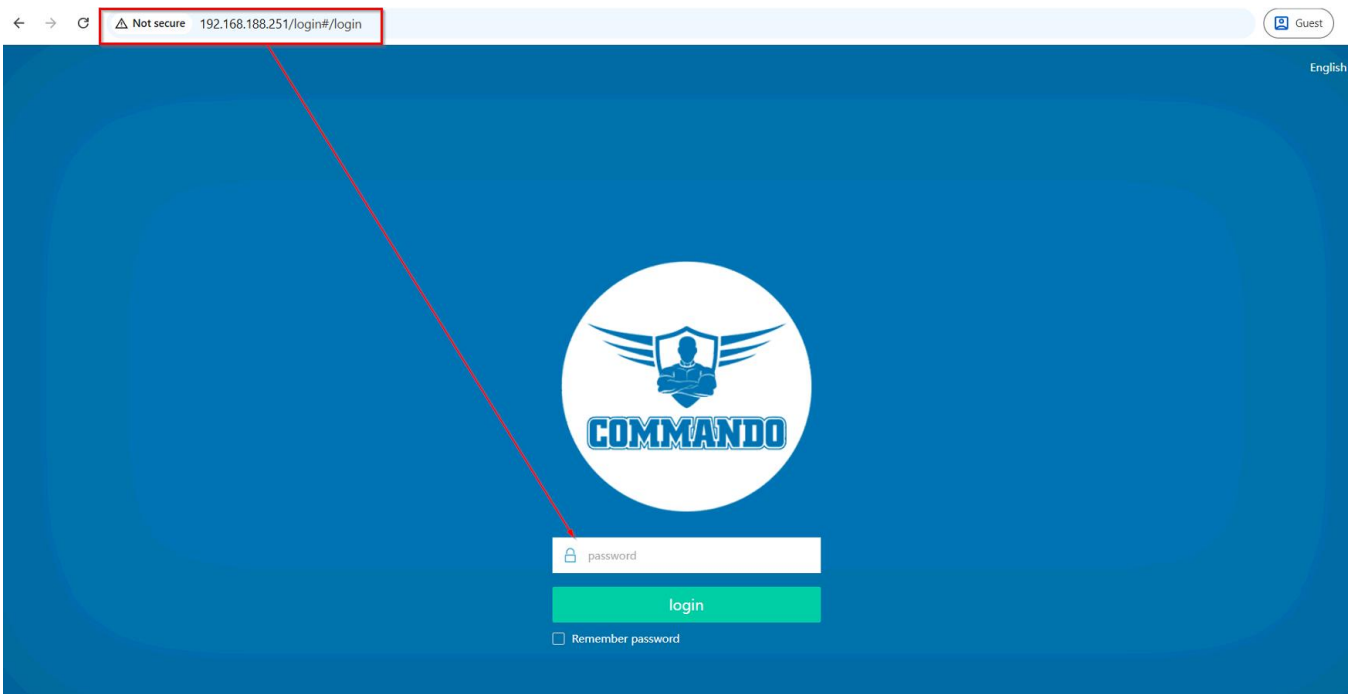 Not secure 192.168.188.251/login#/login Guest
English
COMMANDO
password
login
Remember password